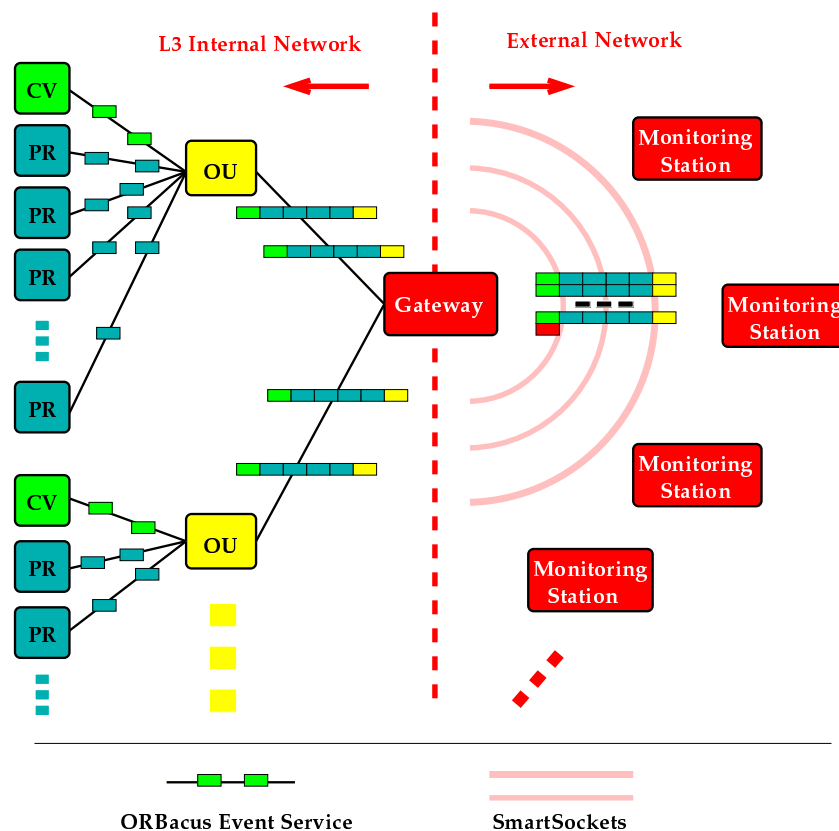 L3 Internal Network
External Network
CV
PR
PR
PR
PR
OU
CV
PR
PR
OU
Gateway
Monitoring
Station
Monitoring
Station
Monitoring
Station
Monitoring
Station
ORBacus Event Service
SmartSockets